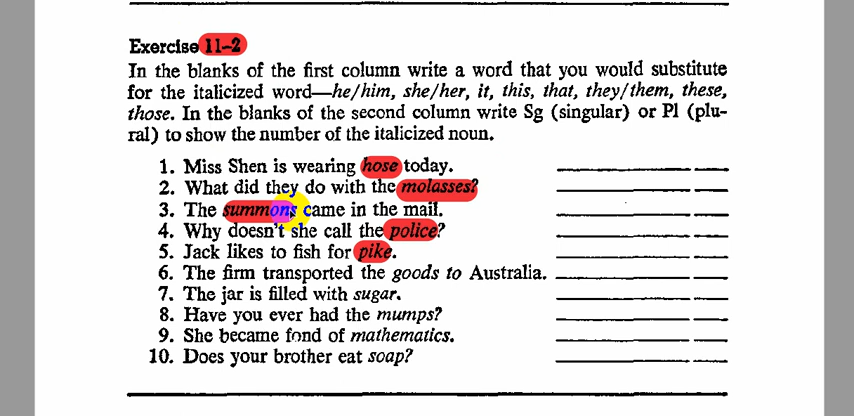 Exercise 11–2
In the blanks of the first column write a word that you would substitute
for the italicized word—he/him, she/her, it, this, that, they/them, these,
those. In the blanks of the second column write Sg (singular) or Pl (plu-
ral) to show the number of the italicized noun.
1. Miss Shen is wearing hose today.
2. What did they do with the molasses?
3. The summons came in the mail.
4. Why doesn't she call the police?
5. Jack likes to fish for pike.
6. The firm transported the goods to Australia.
7. The jar is filled with sugar.
8. Have you ever had the mumps?
9. She became fond of mathematics.
10. Does your brother eat soap?